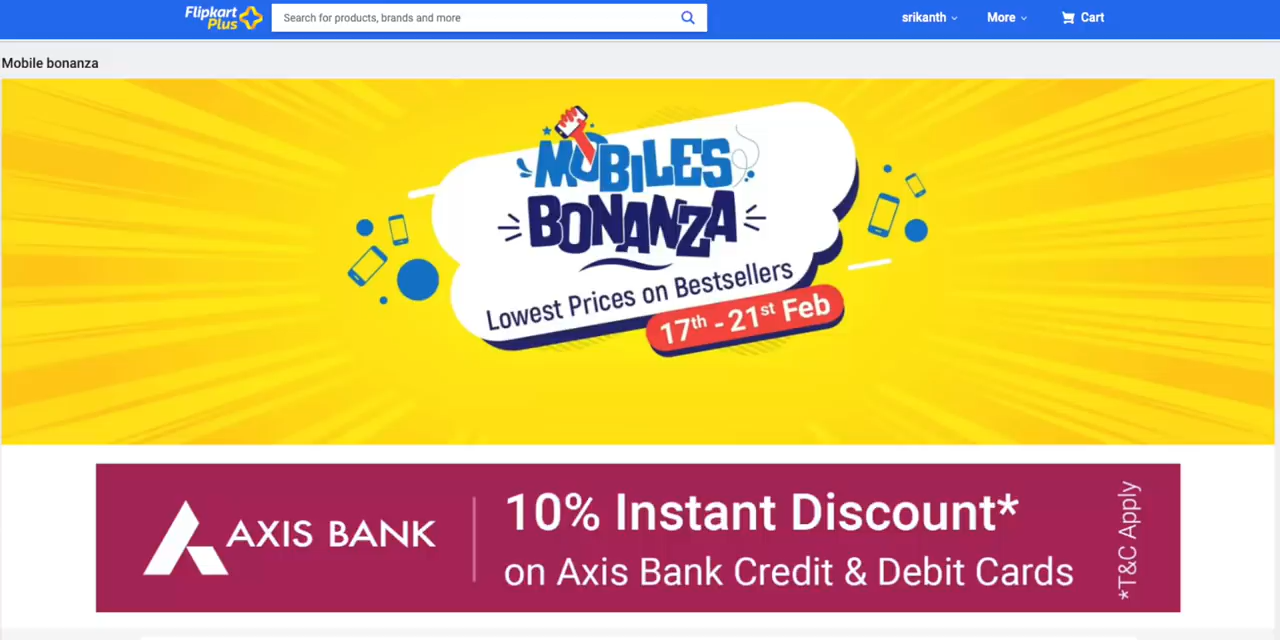 Flipkart
Plus
Search for products, brands and more
srikanth
More
Cart
Mobile bonanza
MOBILES
BONANZA
Lowest Prices on Bestsellers
17th - 21st Feb
AXIS BANK
10% Instant Discount*
on Axis Bank Credit & Debit Cards
*T&C Apply